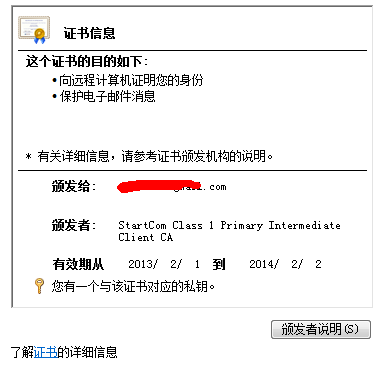 证书信息
这个证书的目的如下:
•向远程计算机证明您的身份
•保护电子邮件消息
* 有关详细信息，请参考证书颁发机构的说明。
颁发给: .com
颁发者: StartCom Class 1 Primary Intermediate
Client CA
有效期从 2013/ 2/ 1 到 2014/ 2/ 2
您有一个与该证书对应的私钥。
颁发者说明(S)
了解证书的详细信息